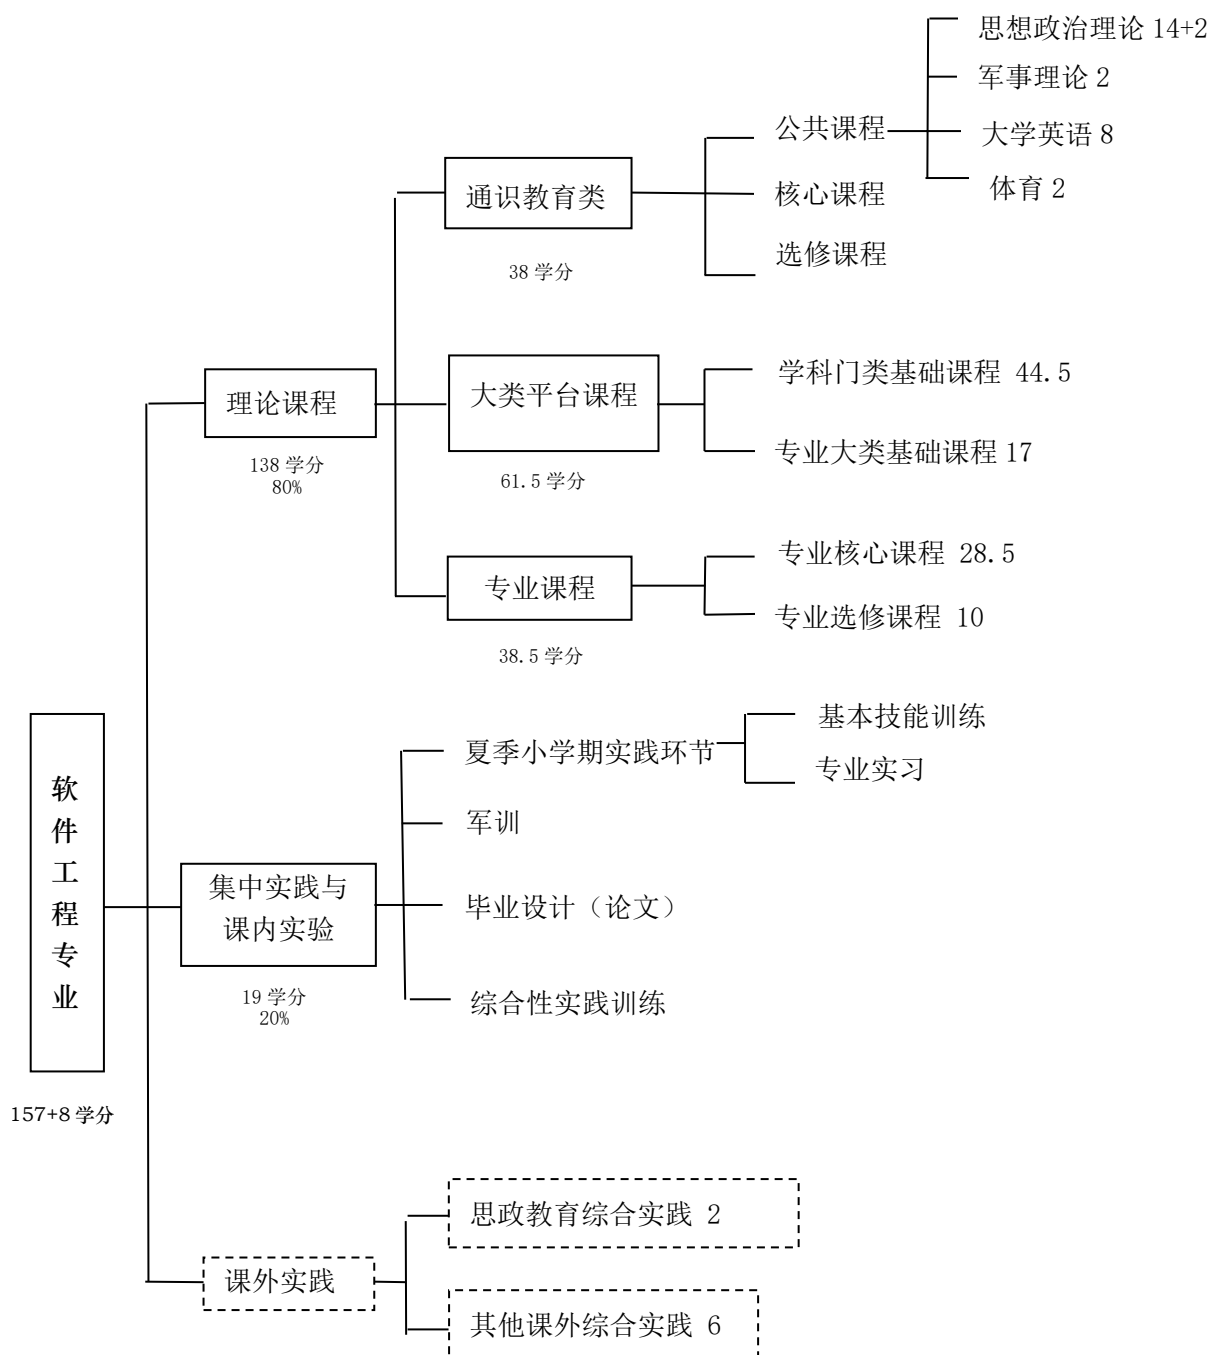 思想政治理论 14+2
军事理论 2
公共课程
大学英语 8
体育 2
通识教育类
核心课程
选修课程
38 学分
理论课程
138 学分
80%
大类平台课程
学科门类基础课程 44.5
专业大类基础课程 17
61.5 学分
专业课程
专业核心课程 28.5
专业选修课程 10
38.5 学分
软
件
工
程
专
业
157+8 学分
集中实践与
课内实验
19 学分
20%
夏季小学期实践环节
基本技能训练
专业实习
军训
毕业设计（论文）
综合性实践训练
课外实践
思政教育综合实践 2
其他课外综合实践 6